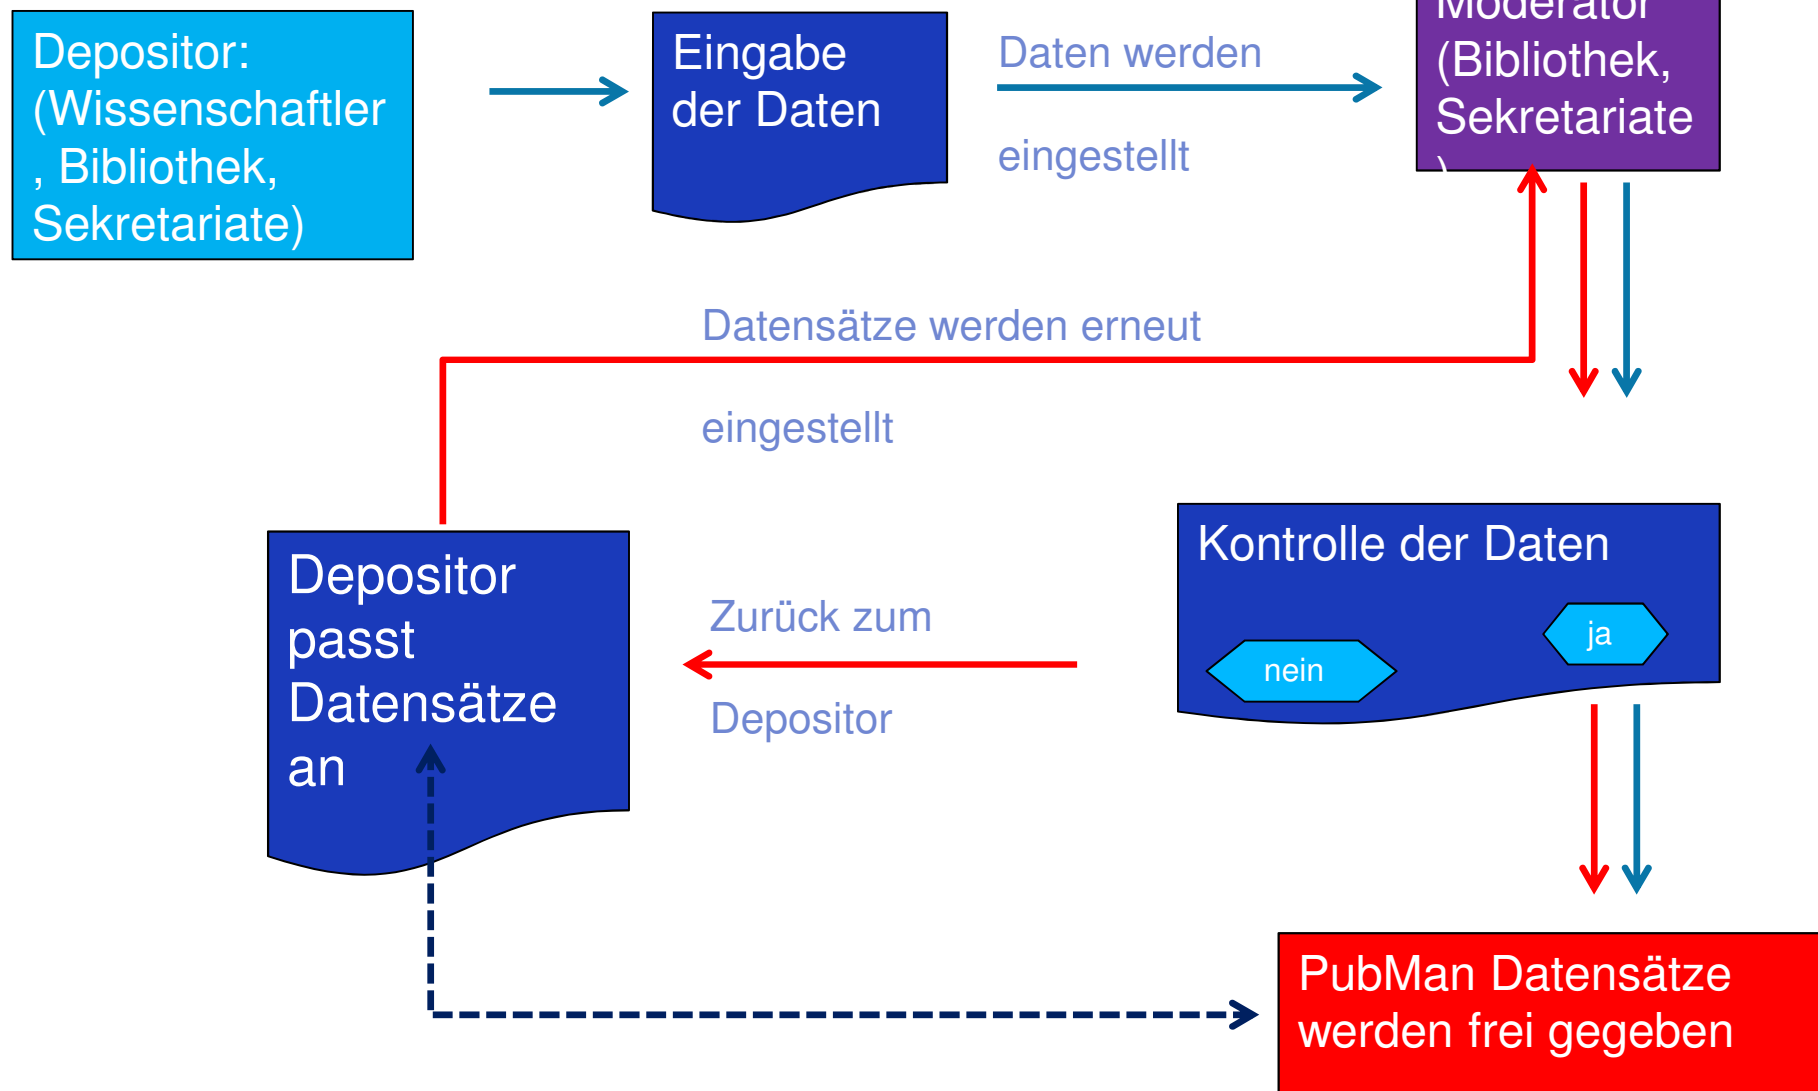 Depositor:
(Wissenschaftler
, Bibliothek,
Sekretariate)
Eingabe
der Daten
Daten werden
eingestellt
Moderator
(Bibliothek,
Sekretariate
)
Datensätze werden erneut
eingestellt
Depositor
passt
Datensätze
an
Zurück zum
Depositor
Kontrolle der Daten
nein
ja
PubMan Datensätze
werden frei gegeben